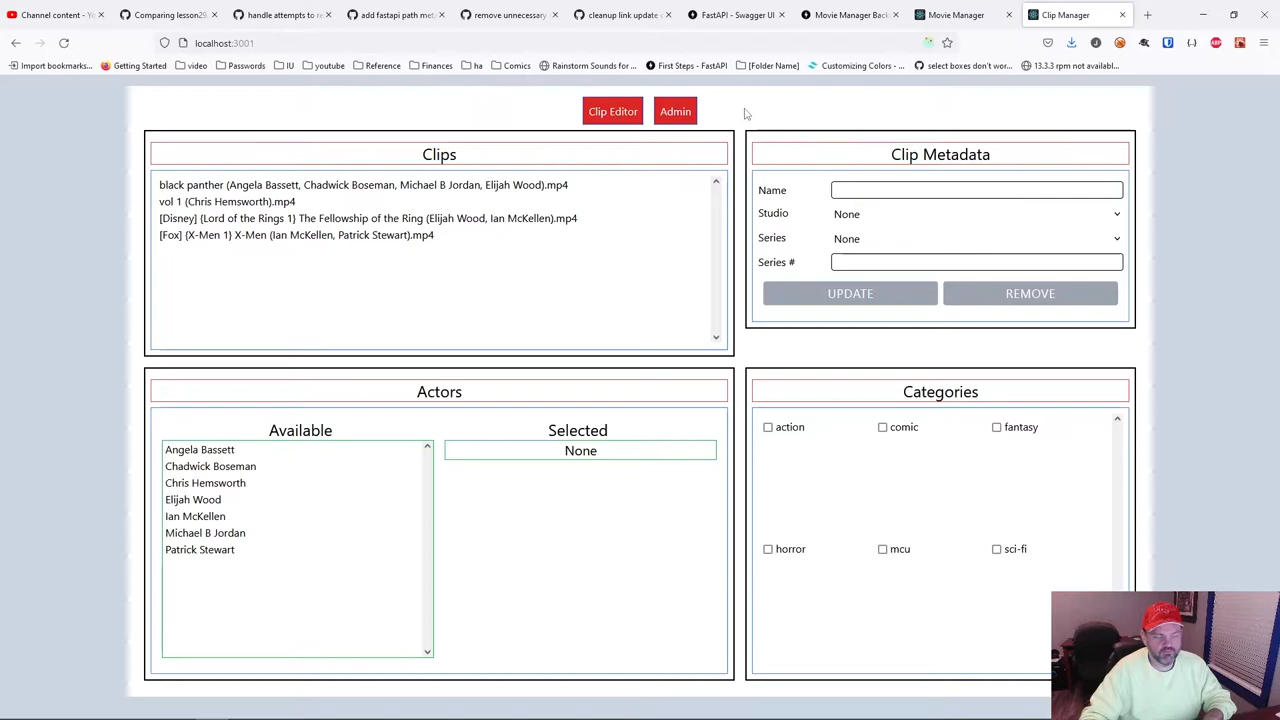 Channel content - Y
Comparing lesson29
handle attempts to re
add fastapi path met
remove unnecessary
cleanup link update
FastAPI - Swagger UI
Movie Manager Back
Movie Manager
Clip Manager
localhost:3001
Import bookmarks...
Getting Started
video
Passwords
IU
youtube
Reference
Finances
ha
Comics
Rainstorm Sounds for ...
First Steps - FastAPI
[Folder Name]
Customizing Colors - ...
select boxes don't wor...
13.3.3 rpm not availabl...
Clip Editor
Admin
Clips
black panther (Angela Bassett, Chadwick Boseman, Michael B Jordan, Elijah Wood).mp4
vol 1 (Chris Hemsworth).mp4
[Disney] {Lord of the Rings 1} The Fellowship of the Ring (Elijah Wood, Ian McKellen).mp4
[Fox] {X-Men 1} X-Men (Ian McKellen, Patrick Stewart).mp4
Clip Metadata
Name
Studio None
Series None
Series #
UPDATE REMOVE
Actors
Available
Angela Bassett
Chadwick Boseman
Chris Hemsworth
Elijah Wood
Ian McKellen
Michael B Jordan
Patrick Stewart
Selected
None
Categories
action comic fantasy
horror mcu sci-fi